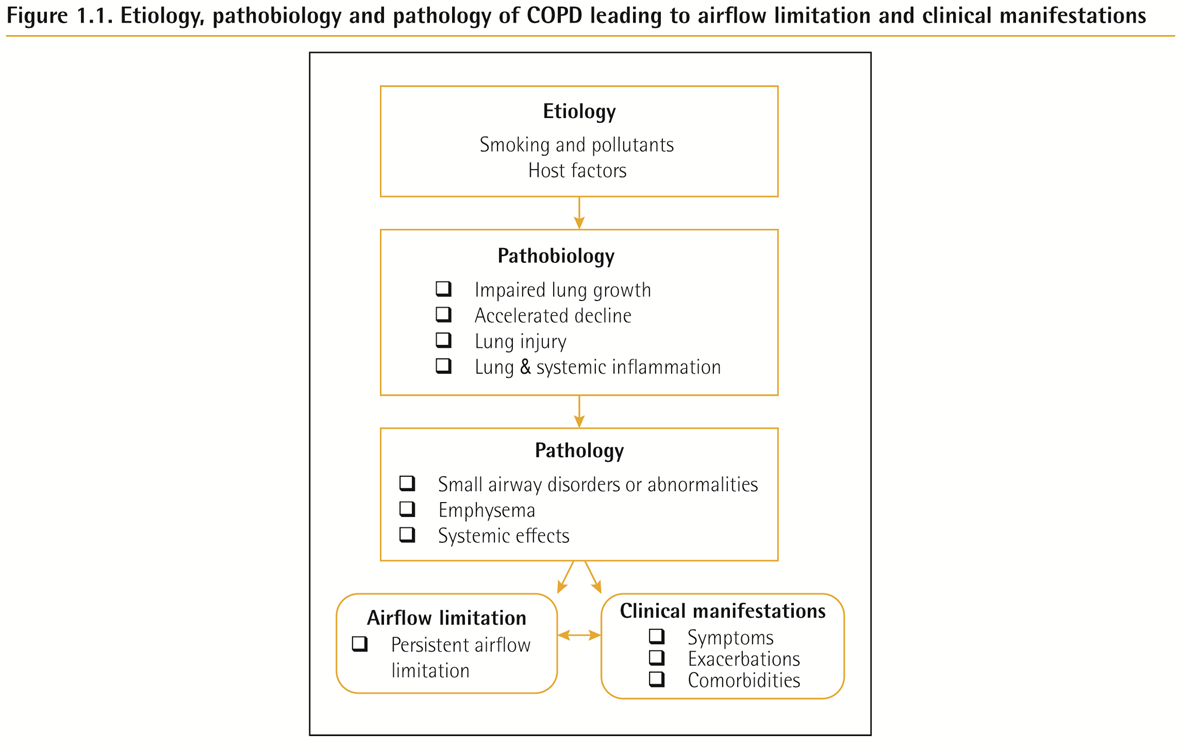 Figure 1.1. Etiology, pathobiology and pathology of COPD leading to airflow limitation and clinical manifestations
Etiology
Smoking and pollutants
Host factors
Pathobiology
Impaired lung growth
Accelerated decline
Lung injury
Lung & systemic inflammation
Pathology
Small airway disorders or abnormalities
Emphysema
Systemic effects
Airflow limitation
Persistent airflow
limitation
Clinical manifestations
Symptoms
Exacerbations
Comorbidities